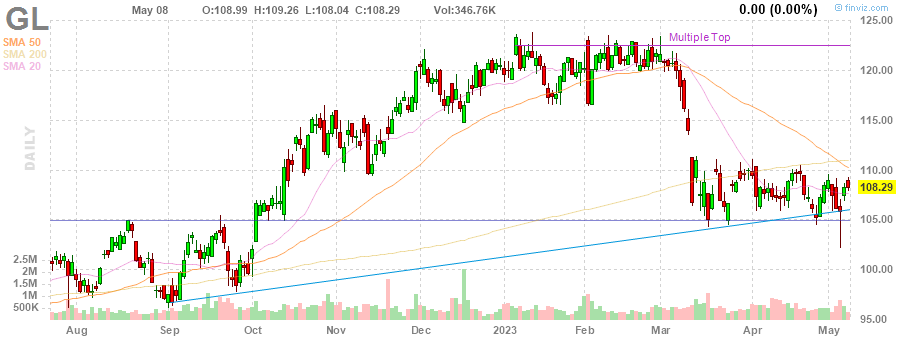 GL May 08 O:108.99 H:109.26 L:108.04 C:108.29 Vol:346.76K 0.00 (0.00%) © finviz.com
SMA 50
SMA 200
SMA 20
DAILY
Multiple Top
125.00
120.00
115.00
110.00
108.29
105.00
100.00
95.00
2.5M
2M
1.5M
1M
500K
Aug Sep Oct Nov Dec 2023 Feb Mar Apr May